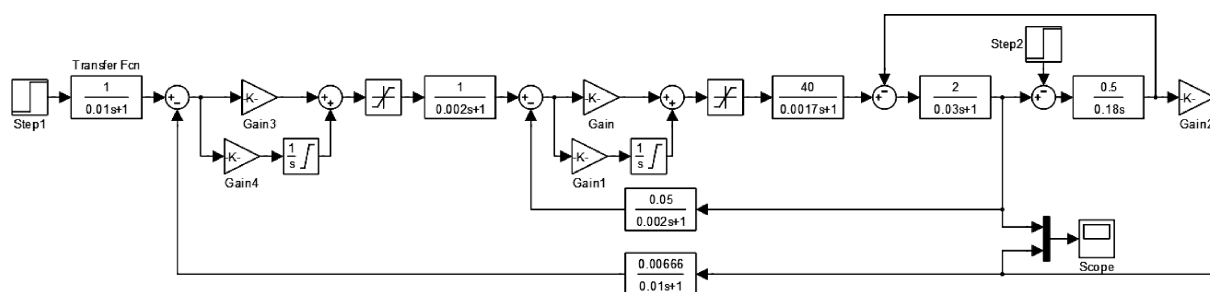 Step1
Transfer Fcn
1
0.01s+1
-K-
Gain3
-K-
Gain4
1
s
1
0.002s+1
-K-
Gain
-K-
Gain1
1
s
40
0.0017s+1
2
0.03s+1
Step2
0.5
0.18s
-K-
Gain2
0.05
0.002s+1
0.00666
0.01s+1
Scope